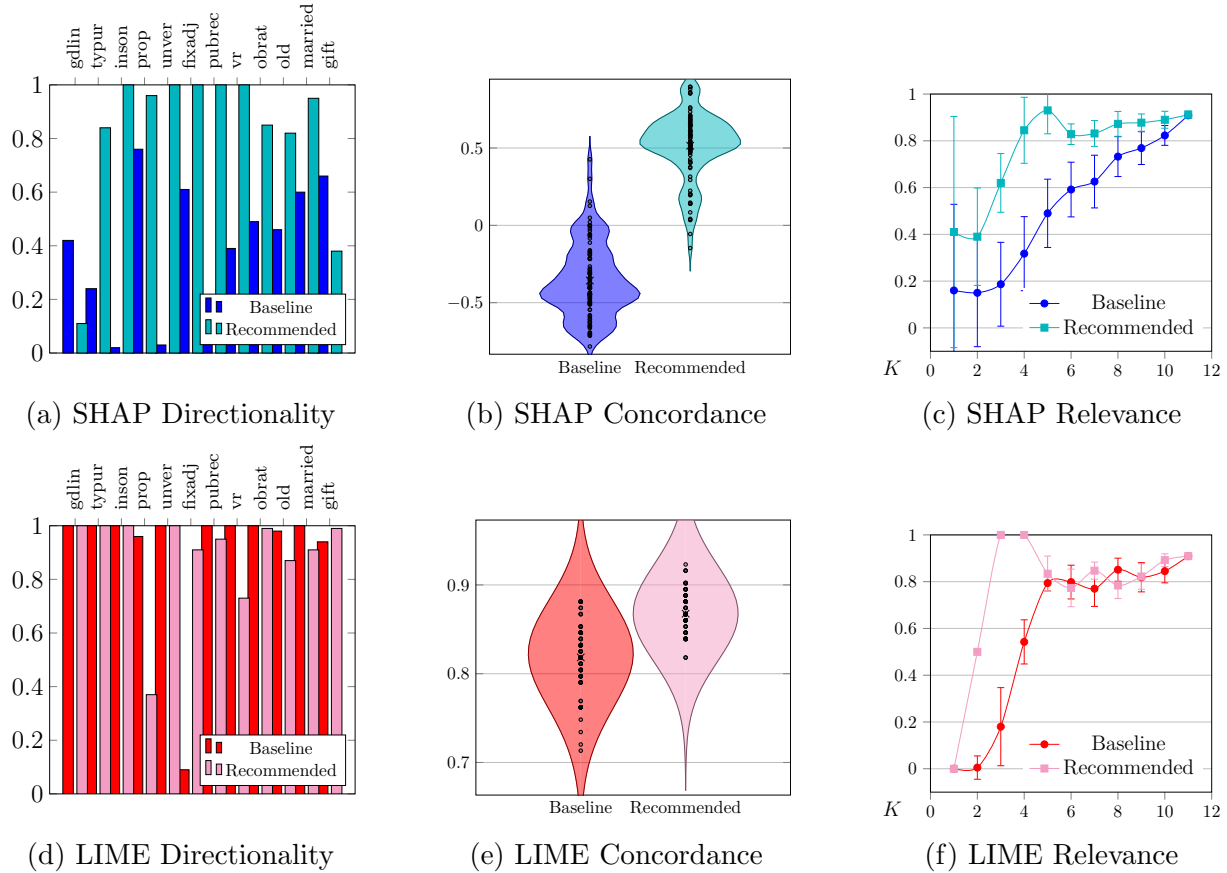 gdlin typur inson prop unver fixadj pubrec vr obrat old married gift
1
0.8
0.6
0.4
0.2
0
Baseline
Recommended
(a) SHAP Directionality
0.5
0
−0.5
Baseline Recommended
(b) SHAP Concordance
1
0.8
0.6
0.4
0.2
0
Baseline
Recommended
K 0 2 4 6 8 10 12
(c) SHAP Relevance
gdlin typur inson prop unver fixadj pubrec vr obrat old married gift
1
0.8
0.6
0.4
0.2
0
Baseline
Recommended
(d) LIME Directionality
0.9
0.8
0.7
Baseline Recommended
(e) LIME Concordance
1
0.8
0.6
0.4
0.2
0
Baseline
Recommended
K 0 2 4 6 8 10 12
(f) LIME Relevance